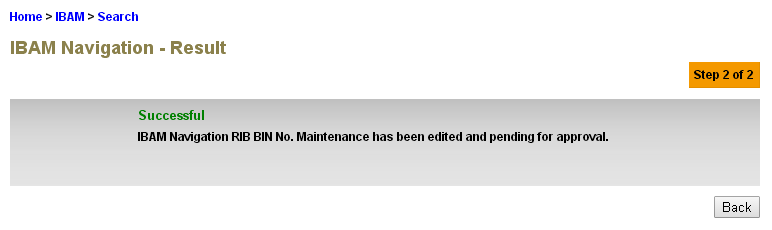 Home > IBAM > Search
IBAM Navigation - Result
Step 2 of 2
Successful
IBAM Navigation RIB BIN No. Maintenance has been edited and pending for approval.
Back